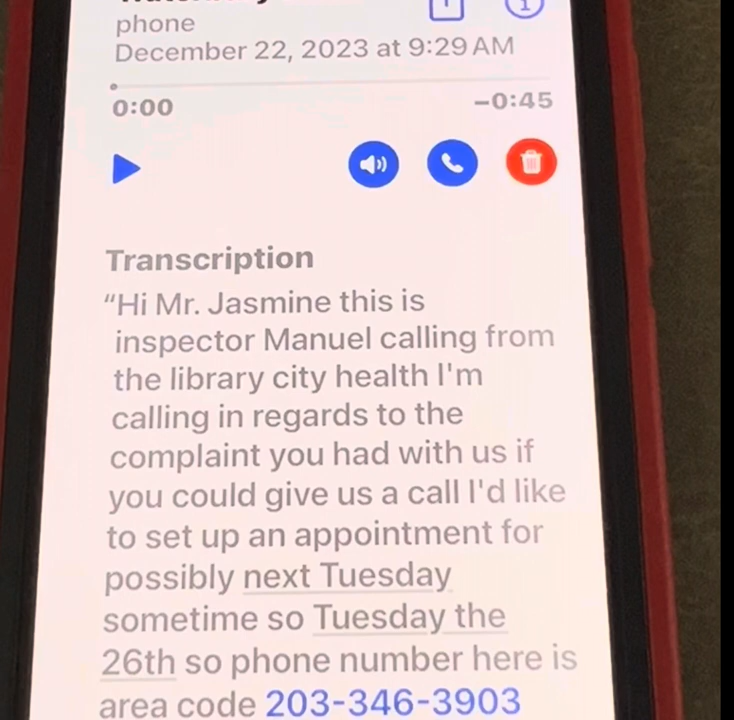 phone
December 22, 2023 at 9:29 AM
0:00 -0:45
Transcription
“Hi Mr. Jasmine this is
inspector Manuel calling from
the library city health I'm
calling in regards to the
complaint you had with us if
you could give us a call I'd like
to set up an appointment for
possibly next Tuesday
sometime so Tuesday the
26th so phone number here is
area code 203-346-3903